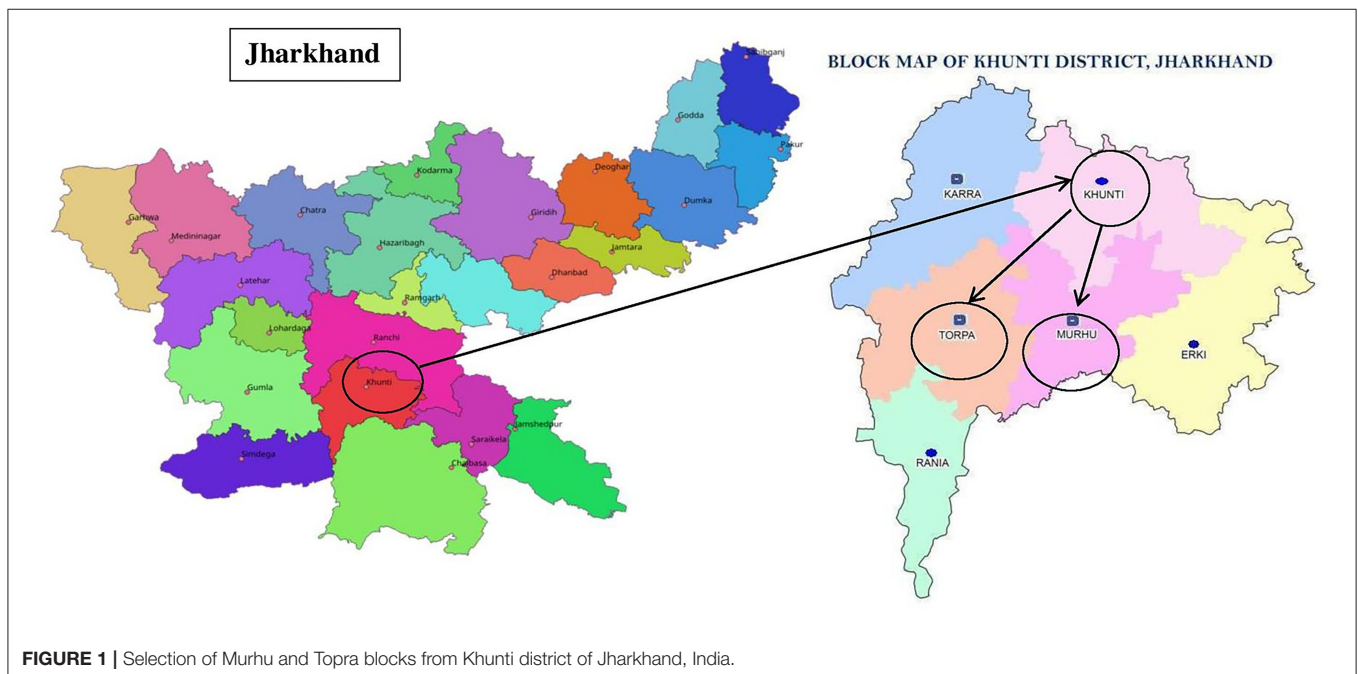 Jharkhand
Sahibganj
Godda
Pakur
Deoghar
Kodarma
Dumka
Chatra
Giridih
Garhwa
Medininagar
Hazaribagh
Jamtara
Dhanbad
Latehar
Ramgarh
Lohardaga
Ranchi
Khunti
Gumla
Jamshedpur
Saraikela
Simdega
Chaibasa
BLOCK MAP OF KHUNTI DISTRICT, JHARKHAND
KARRA
KHUNTI
TORPA
MURHU
ERKI
RANIA
FIGURE 1 | Selection of Murhu and Topra blocks from Khunti district of Jharkhand, India.